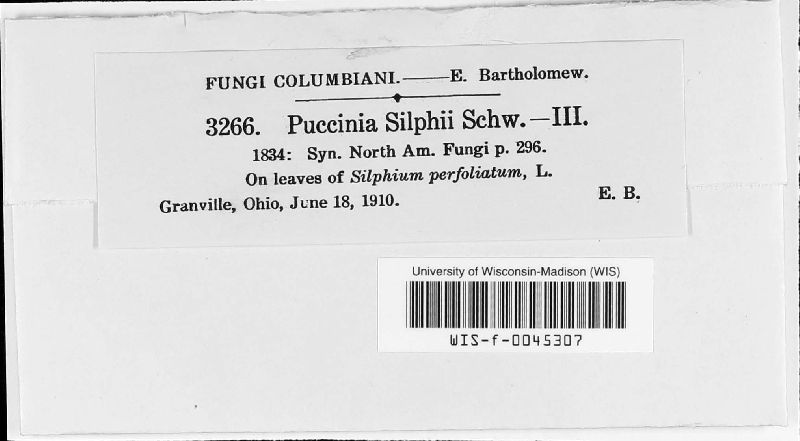 FUNGI COLUMBIANI.——E. Bartholomew.
3266. Puccinia Silphii Schw.—III.
1834: Syn. North Am. Fungi p. 296.
On leaves of Silphium perfoliatum, L.
Granville, Ohio, June 18, 1910. E. B.
University of Wisconsin-Madison (WIS)
WIS-f-0045307